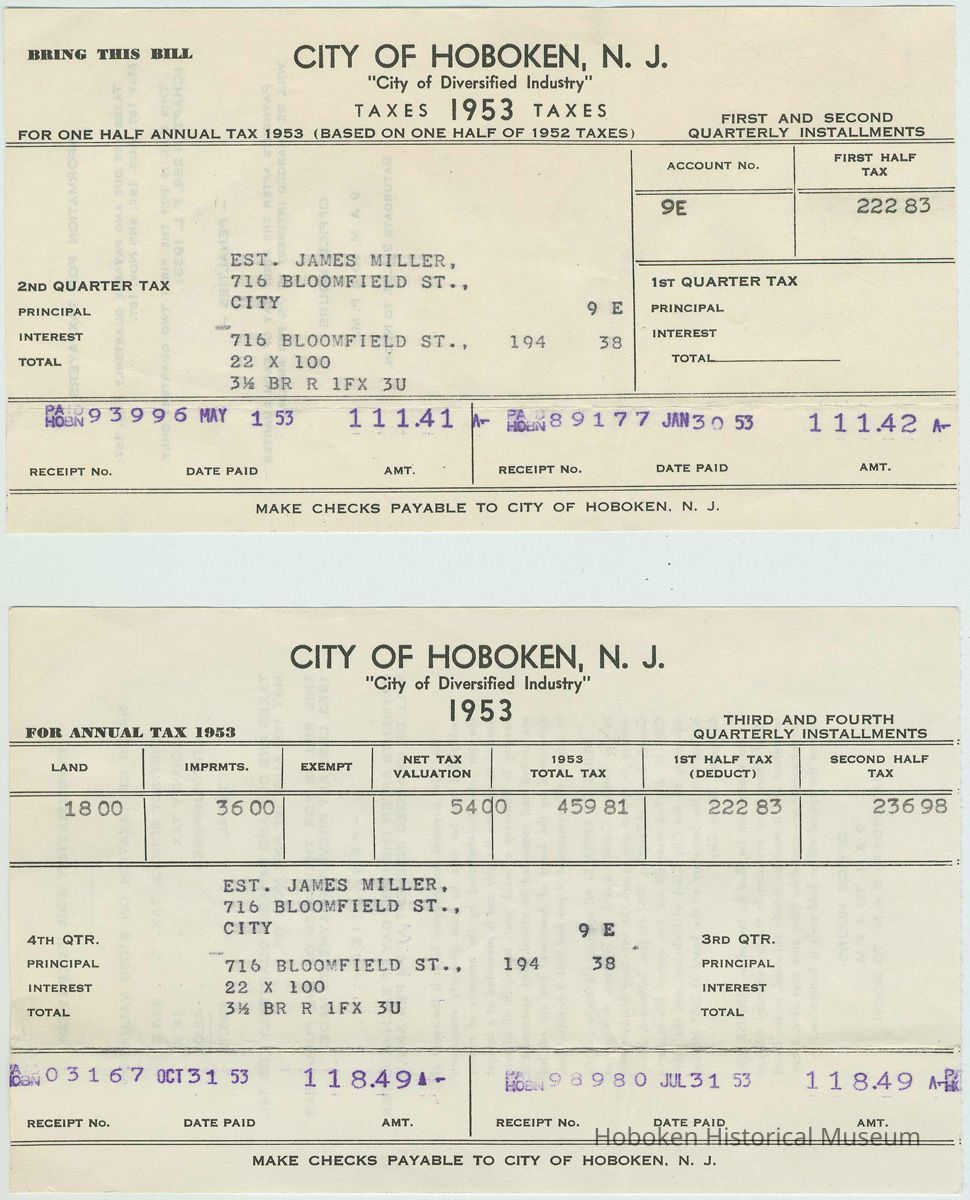 BRING THIS BILL
CITY OF HOBOKEN, N. J.
"City of Diversified Industry"
TAXES 1953 TAXES
FOR ONE HALF ANNUAL TAX 1953 (BASED ON ONE HALF OF 1952 TAXES)
FIRST AND SECOND
QUARTERLY INSTALLMENTS
ACCOUNT No.
FIRST HALF
TAX
9E
222 83
EST. JAMES MILLER,
716 BLOOMFIELD ST.,
CITY
9 E
716 BLOOMFIELD ST., 194 38
22 X 100
3½ BR R 1FX 3U
2ND QUARTER TAX
PRINCIPAL
INTEREST
TOTAL
1ST QUARTER TAX
PRINCIPAL
INTEREST
TOTAL
PAID HOBN 93996 MAY 1 53 111.41 A-
PAID HOBN 89177 JAN 30 53 111.42 A-
RECEIPT No. DATE PAID AMT.
RECEIPT No. DATE PAID AMT.
MAKE CHECKS PAYABLE TO CITY OF HOBOKEN, N. J.
CITY OF HOBOKEN, N. J.
"City of Diversified Industry"
1953
FOR ANNUAL TAX 1953
THIRD AND FOURTH
QUARTERLY INSTALLMENTS
LAND
IMPRMTS.
EXEMPT
NET TAX
VALUATION
1953
TOTAL TAX
1ST HALF TAX
(DEDUCT)
SECOND HALF
TAX
18 00 36 00 54 00 459 81 222 83 236 98
EST. JAMES MILLER,
716 BLOOMFIELD ST.,
CITY
9 E
716 BLOOMFIELD ST., 194 38
22 X 100
3½ BR R 1FX 3U
4TH QTR.
PRINCIPAL
INTEREST
TOTAL
3RD QTR.
PRINCIPAL
INTEREST
TOTAL
HOBN 03167 OCT 31 53 118.49 A-
HOBN 98980 JUL 31 53 118.49 A-
RECEIPT No. DATE PAID AMT.
RECEIPT No. DATE PAID AMT.
Hoboken Historical Museum
MAKE CHECKS PAYABLE TO CITY OF HOBOKEN, N. J.